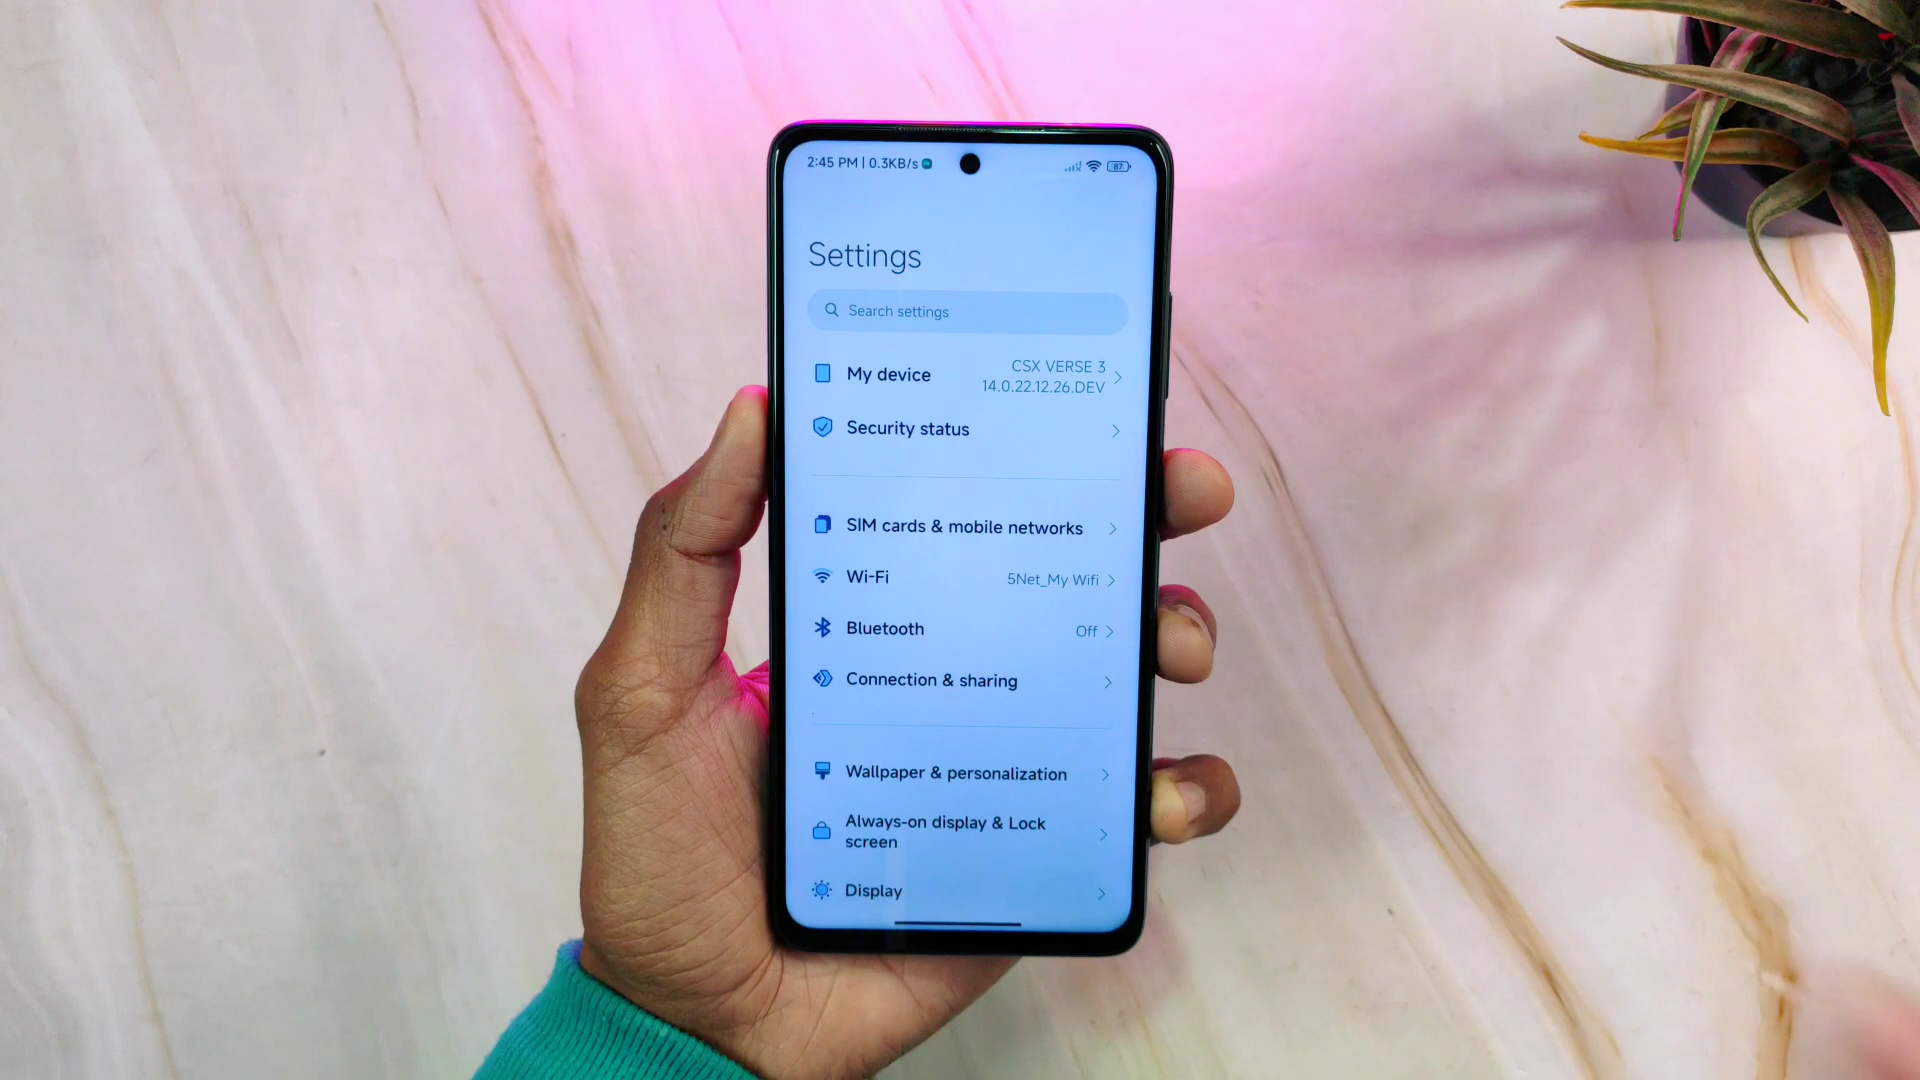 2:45 PM | 0.3KB/s
87
Settings
Search settings
My device
CSX VERSE 3
14.0.22.12.26.DEV
Security status
SIM cards & mobile networks
Wi-Fi
5Net_My Wifi
Bluetooth
Off
Connection & sharing
Wallpaper & personalization
Always-on display & Lock
screen
Display